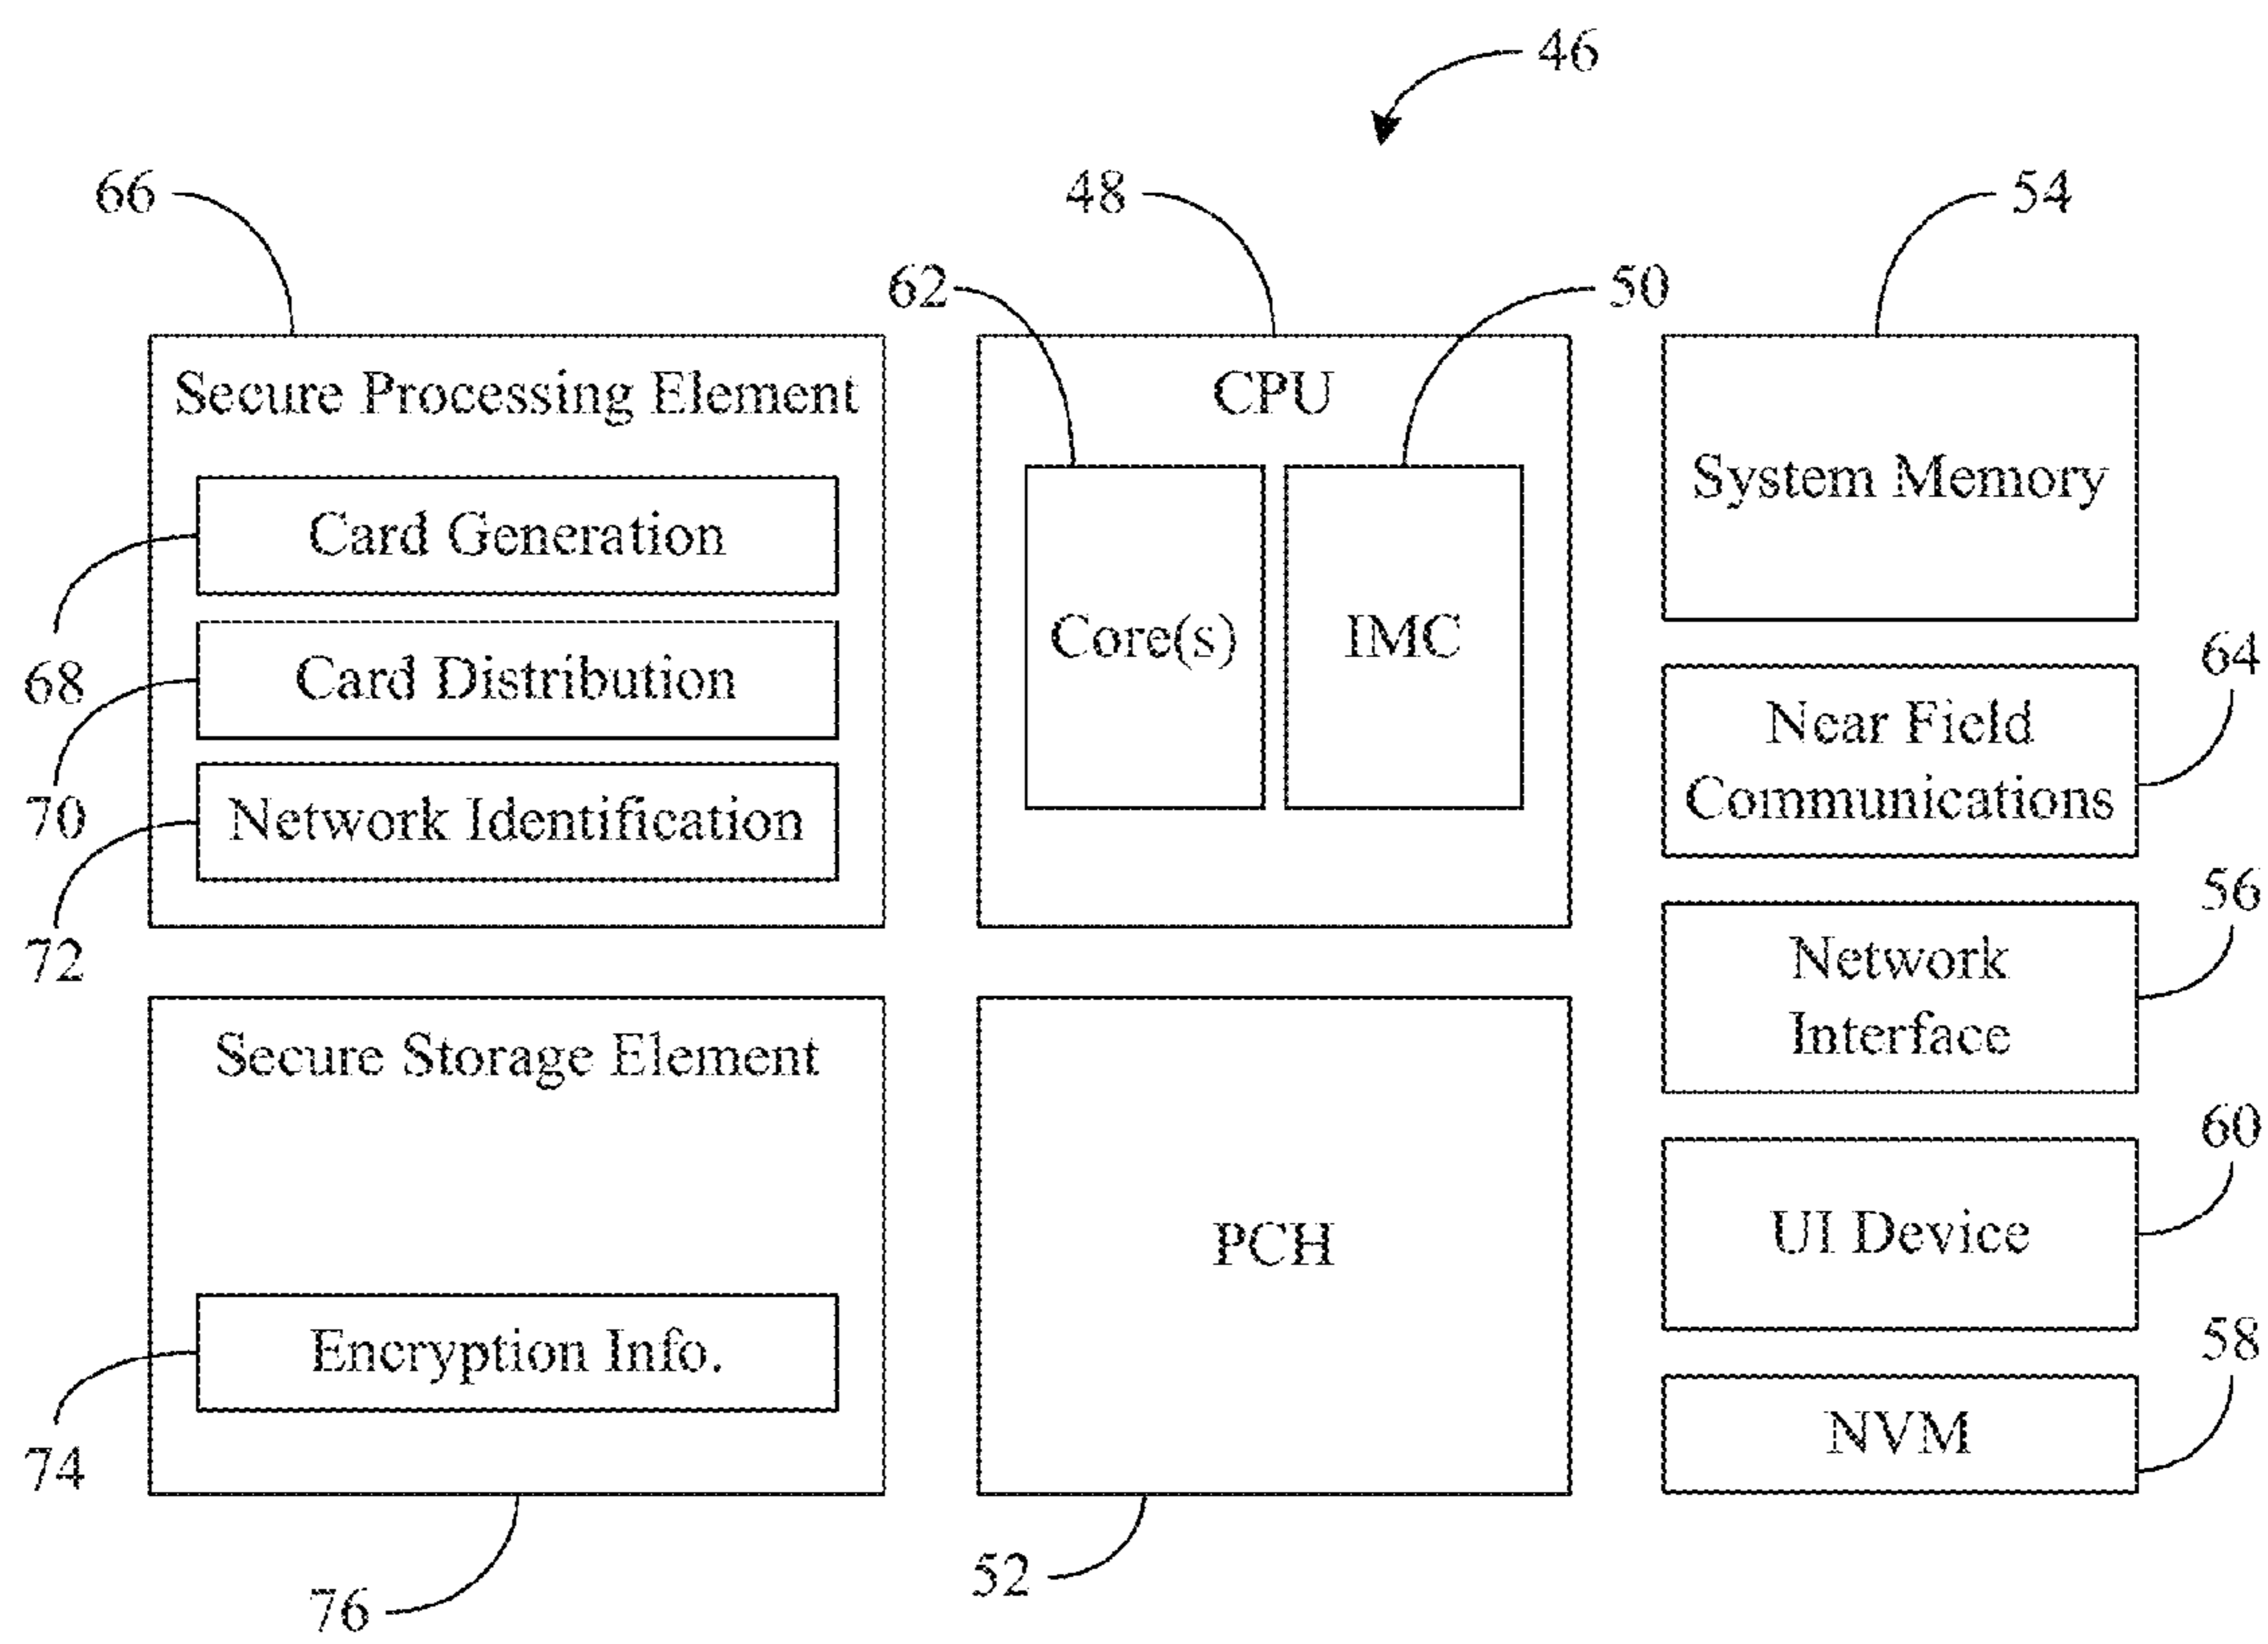 46
66
48
54
62
50
Secure Processing Element
CPU
System Memory
Card Generation
Core(s)
IMC
68
Card Distribution
64
Near Field
Communications
70
Network Identification
56
72
Network
Interface
Secure Storage Element
60
PCH
UI Device
58
Encryption Info.
NVM
74
52
76